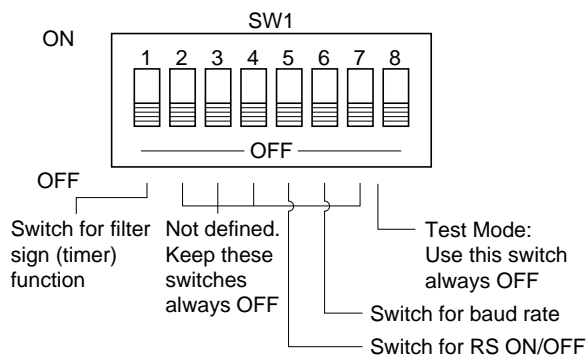 SW1
ON
1 2 3 4 5 6 7 8
OFF
OFF
Switch for filter
sign (timer)
function
Not defined.
Keep these
switches
always OFF
Test Mode:
Use this switch
always OFF
Switch for baud rate
Switch for RS ON/OFF